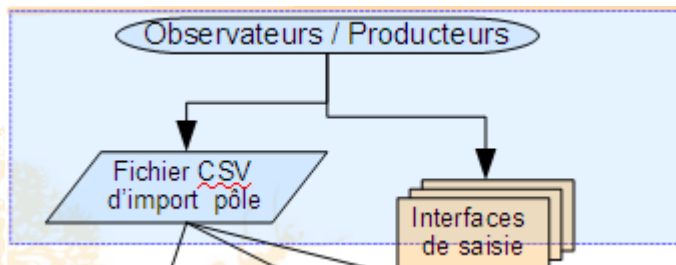 Observateurs / Producteurs
Fichier CSV
d'import pôle
Interfaces
de saisie